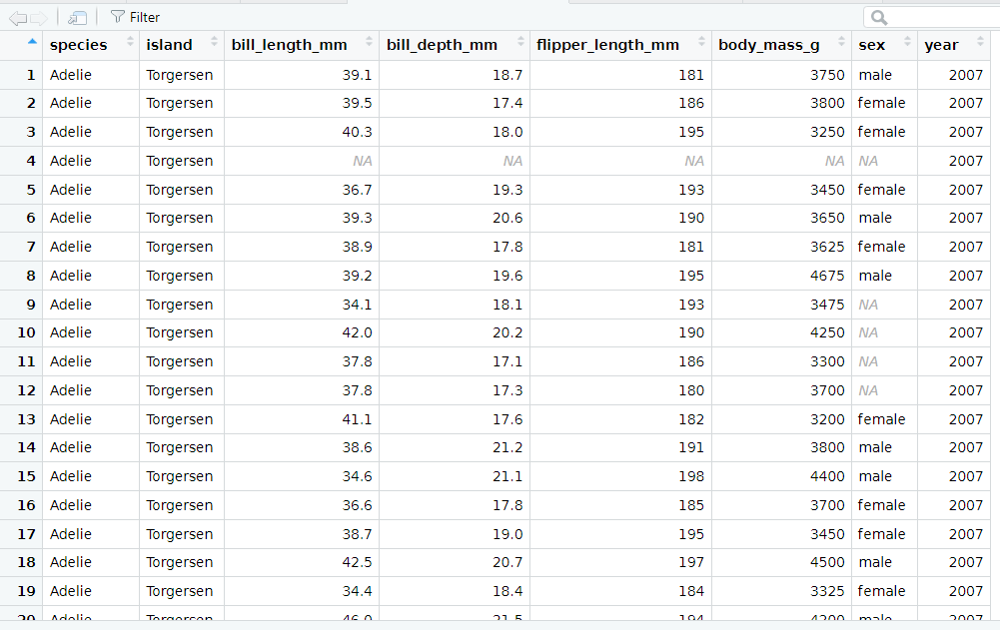 Filter
species island bill_length_mm bill_depth_mm flipper_length_mm body_mass_g sex year
1 Adelie Torgersen 39.1 18.7 181 3750 male 2007
2 Adelie Torgersen 39.5 17.4 186 3800 female 2007
3 Adelie Torgersen 40.3 18.0 195 3250 female 2007
4 Adelie Torgersen NA NA NA NA NA 2007
5 Adelie Torgersen 36.7 19.3 193 3450 female 2007
6 Adelie Torgersen 39.3 20.6 190 3650 male 2007
7 Adelie Torgersen 38.9 17.8 181 3625 female 2007
8 Adelie Torgersen 39.2 19.6 195 4675 male 2007
9 Adelie Torgersen 34.1 18.1 193 3475 NA 2007
10 Adelie Torgersen 42.0 20.2 190 4250 NA 2007
11 Adelie Torgersen 37.8 17.1 186 3300 NA 2007
12 Adelie Torgersen 37.8 17.3 180 3700 NA 2007
13 Adelie Torgersen 41.1 17.6 182 3200 female 2007
14 Adelie Torgersen 38.6 21.2 191 3800 male 2007
15 Adelie Torgersen 34.6 21.1 198 4400 male 2007
16 Adelie Torgersen 36.6 17.8 185 3700 female 2007
17 Adelie Torgersen 38.7 19.0 195 3450 female 2007
18 Adelie Torgersen 42.5 20.7 197 4500 male 2007
19 Adelie Torgersen 34.4 18.4 184 3325 female 2007
20 Adelie Torgersen 46.0 21.5 194 4200 male 2007